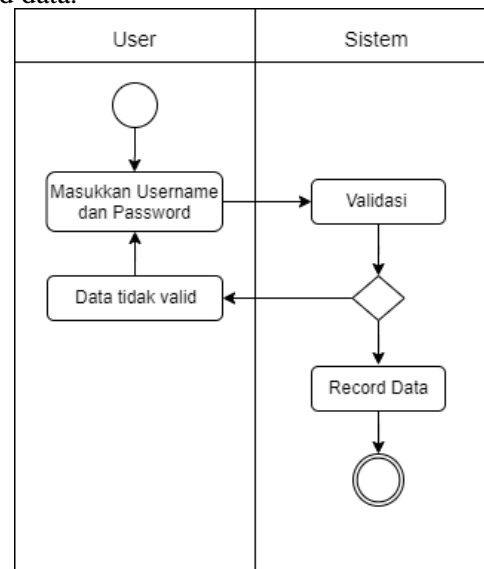 d data.
User
Sistem
Masukkan Username
dan Password
Validasi
Data tidak valid
Record Data